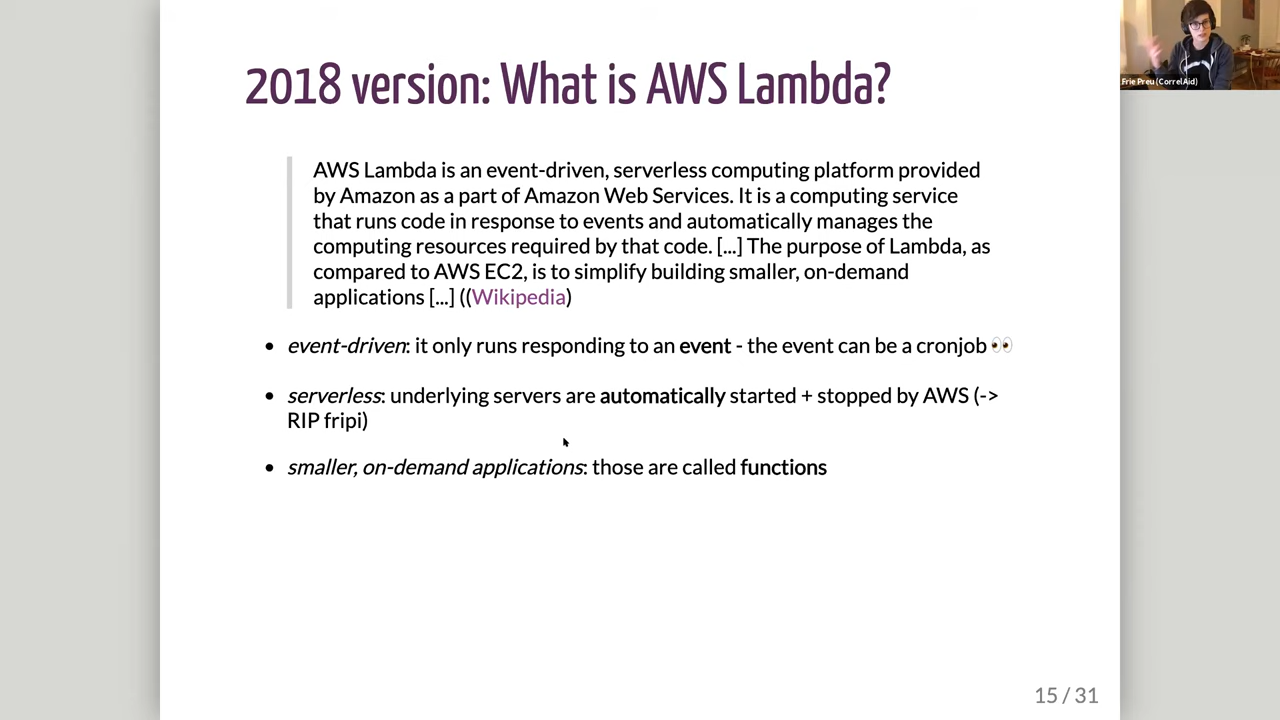 2018 version: What is AWS Lambda?
AWS Lambda is an event-driven, serverless computing platform provided
by Amazon as a part of Amazon Web Services. It is a computing service
that runs code in response to events and automatically manages the
computing resources required by that code. [...] The purpose of Lambda, as
compared to AWS EC2, is to simplify building smaller, on-demand
applications [...] ((Wikipedia)
• event-driven: it only runs responding to an event - the event can be a cronjob 👀
• serverless: underlying servers are automatically started + stopped by AWS (->
RIP fripi)
• smaller, on-demand applications: those are called functions
15 / 31
Frie Preu (CorrelAid)